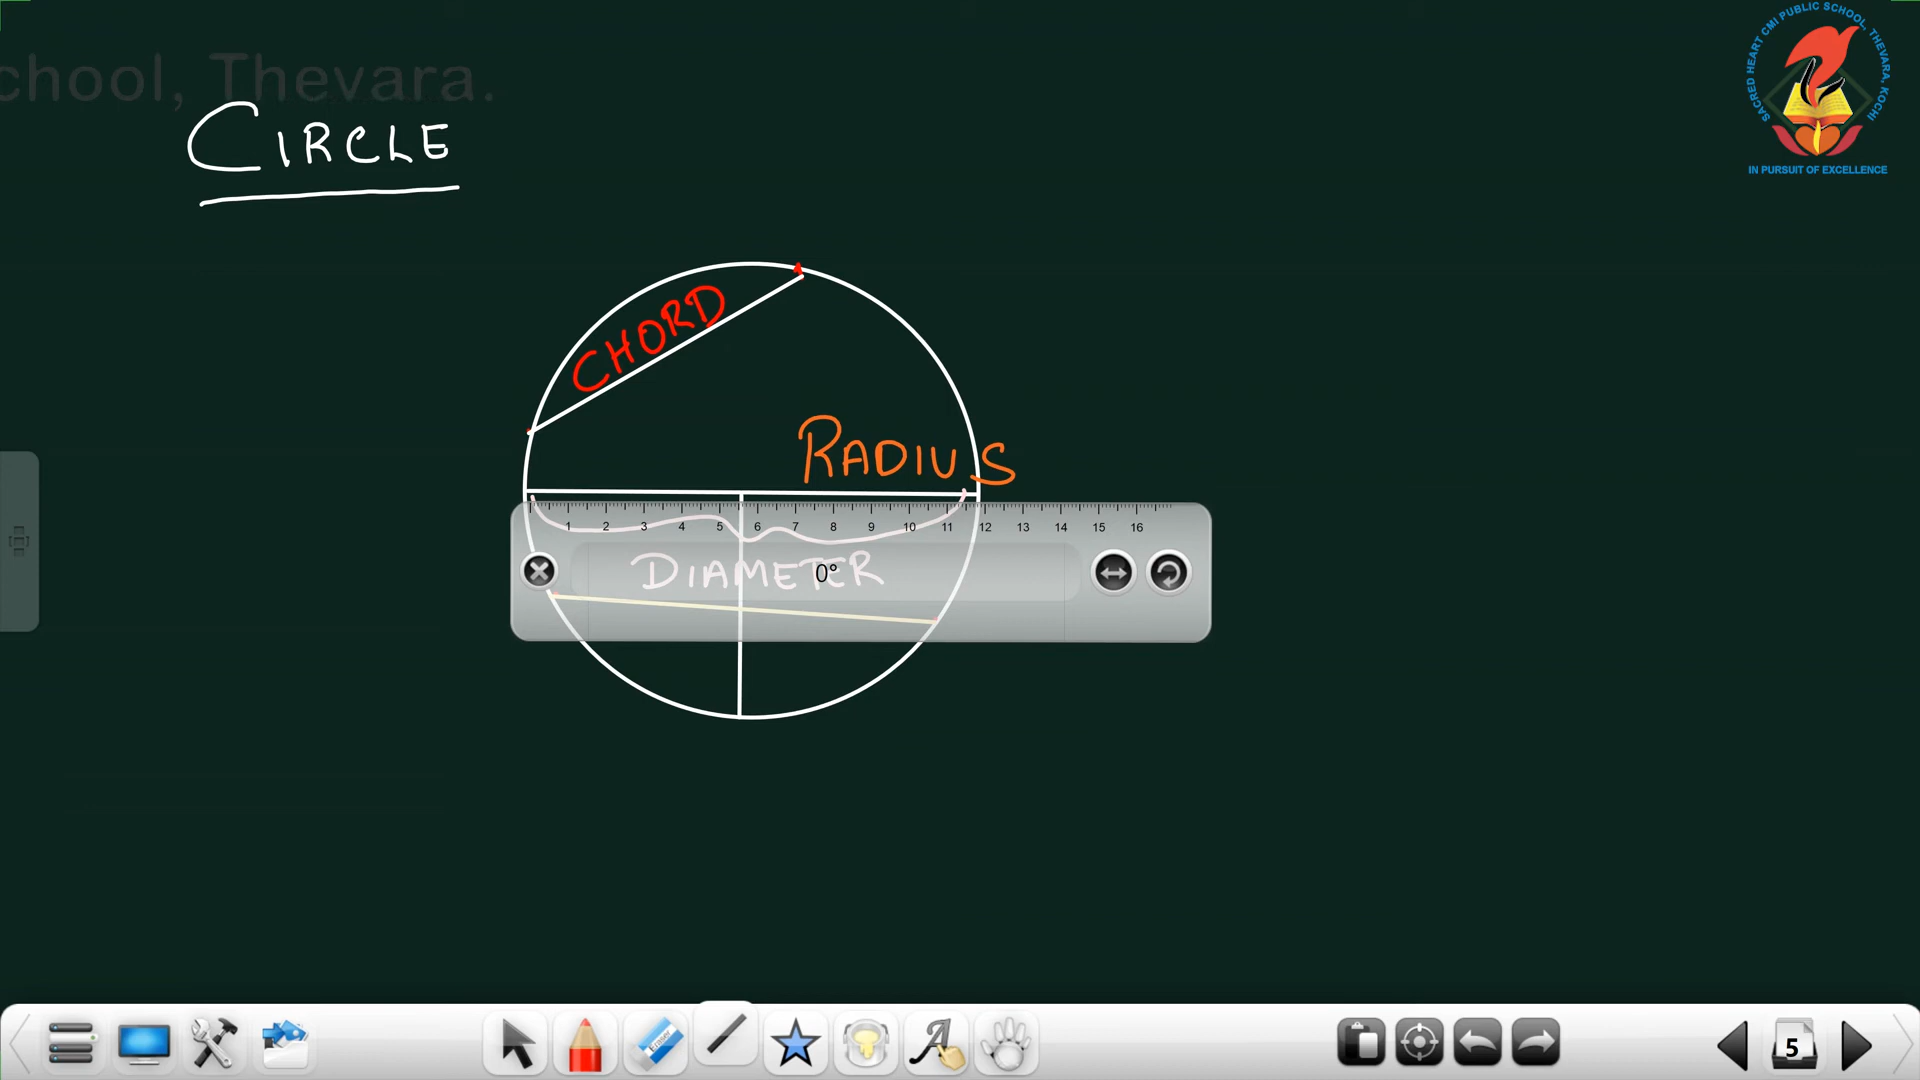 chool, Thevara.
CIRCLE
SACRED HEART CMI PUBLIC SCHOOL, THEVARA, KOCHI
IN PURSUIT OF EXCELLENCE
CHORD
RADIUS
1 2 3 4 5 6 7 8 9 10 11 12 13 14 15 16
DIAMETER
0°
Eraser
A
5